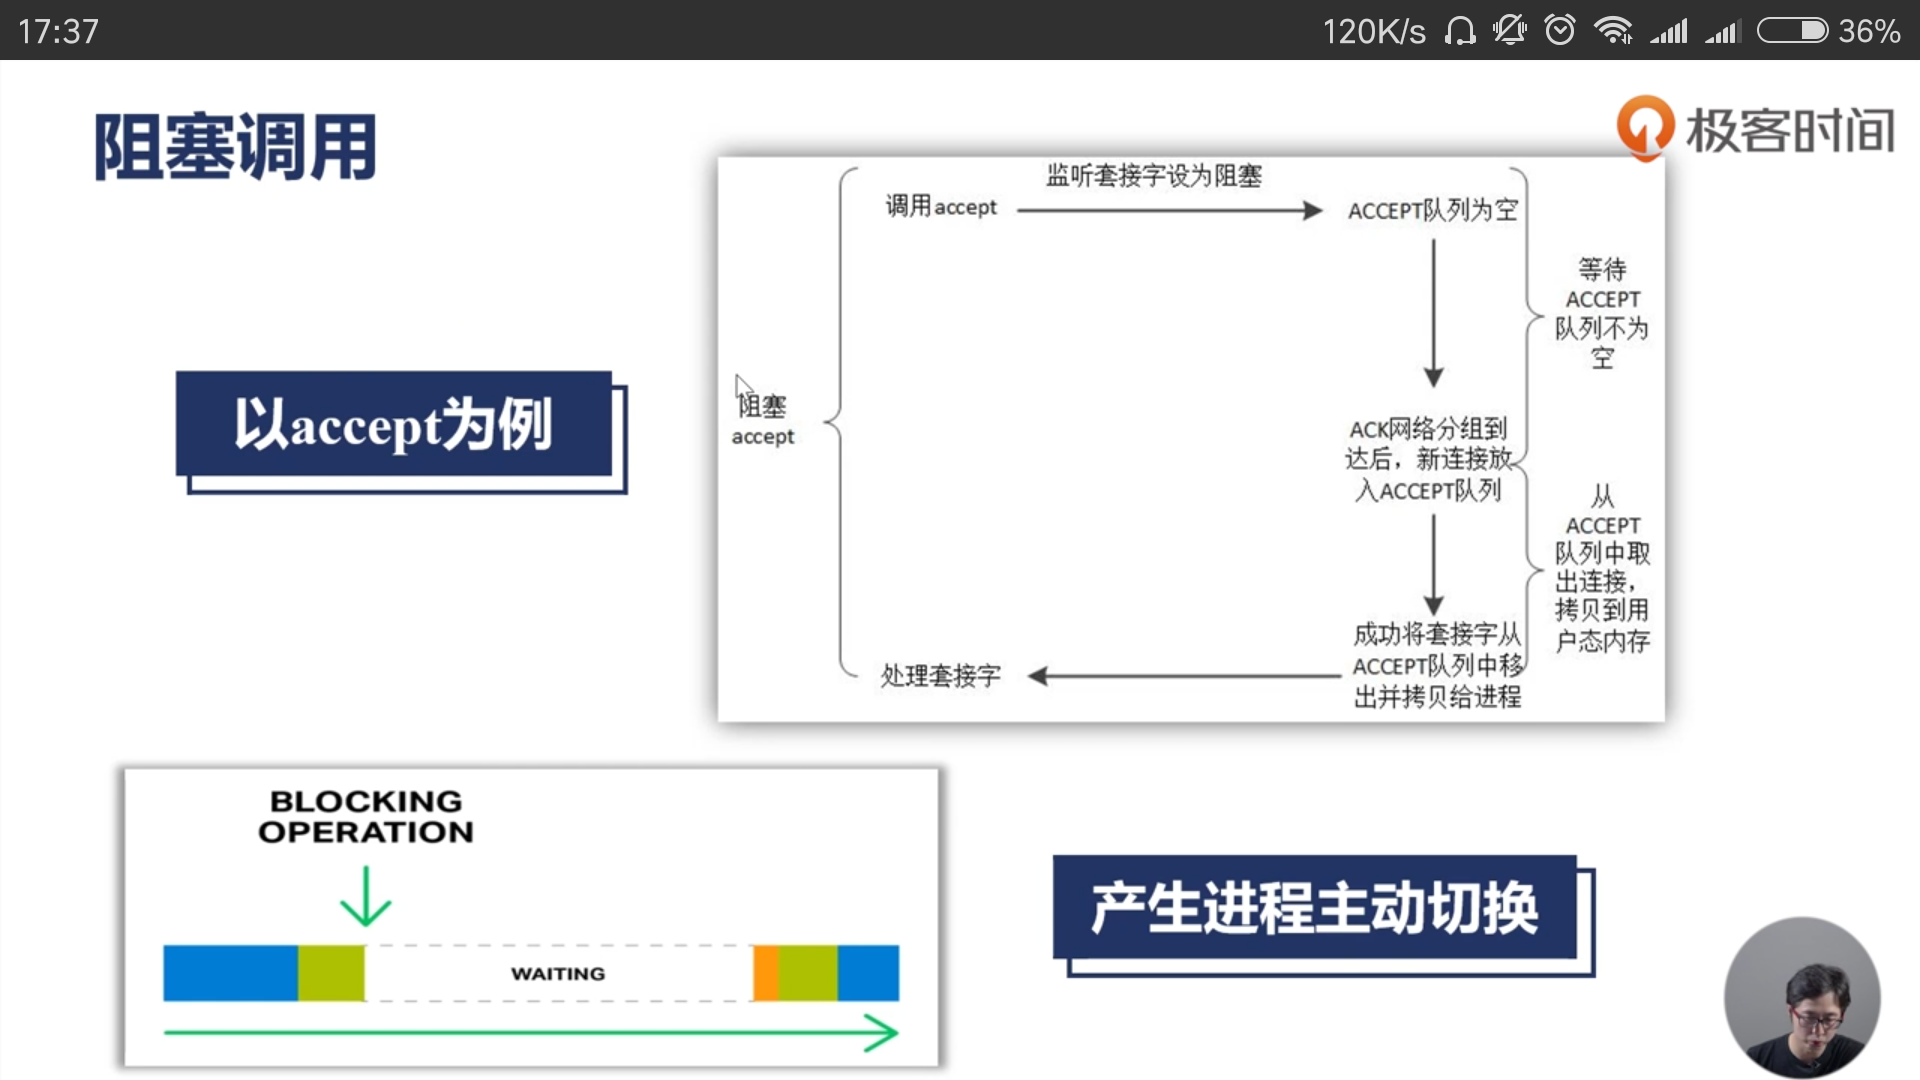 17:37
120K/s
36%
阻塞调用
极客时间
以accept为例
监听套接字设为阻塞
调用accept
ACCEPT队列为空
等待
ACCEPT
队列不为
空
阻塞
accept
ACK网络分组到
达后，新连接放
入ACCEPT队列
从
ACCEPT
队列中取
出连接，
拷贝到用
户态内存
成功将套接字从
ACCEPT队列中移
出并拷贝给进程
处理套接字
BLOCKING
OPERATION
WAITING
产生进程主动切换